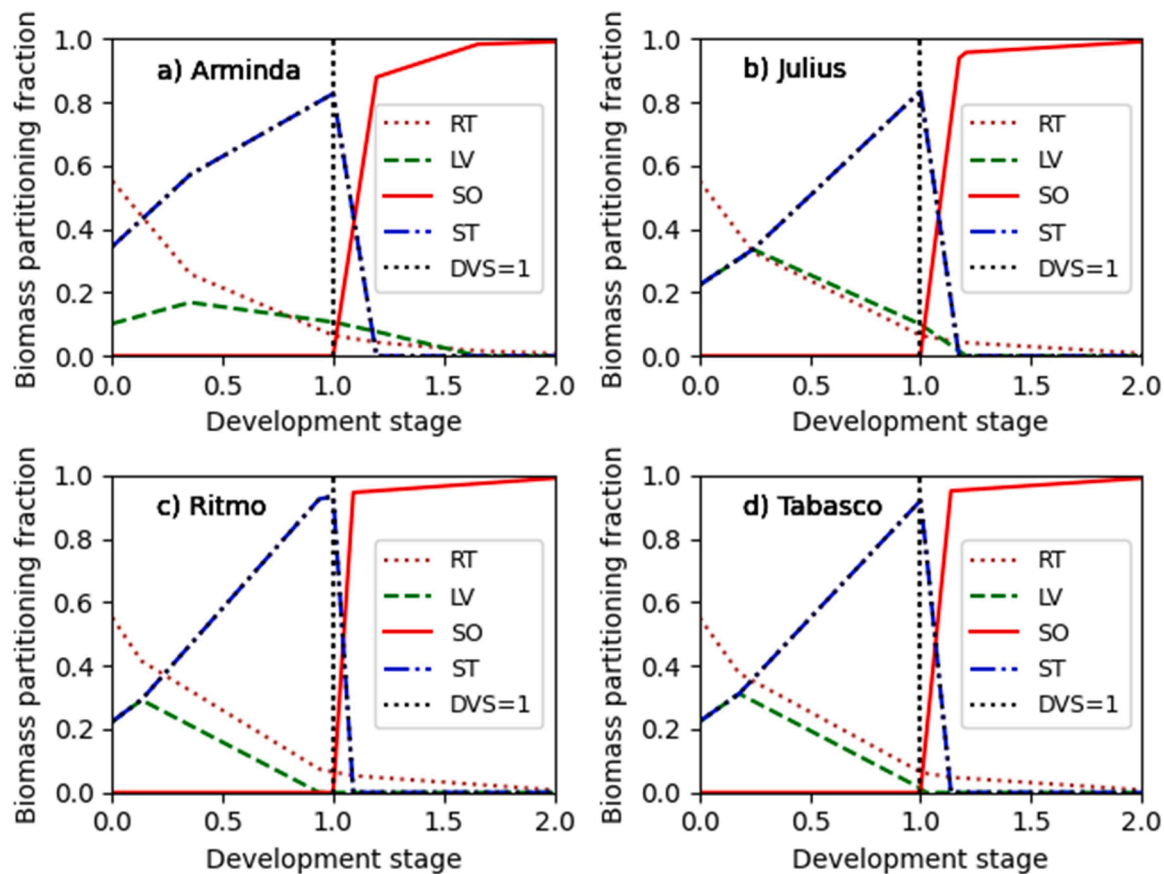 a) Arminda
Biomass partitioning fraction
1.0
0.8
0.6
0.4
0.2
0.0
RT
LV
SO
ST
DVS=1
0.0 0.5 1.0 1.5 2.0
Development stage
b) Julius
Biomass partitioning fraction
1.0
0.8
0.6
0.4
0.2
0.0
RT
LV
SO
ST
DVS=1
0.0 0.5 1.0 1.5 2.0
Development stage
c) Ritmo
Biomass partitioning fraction
1.0
0.8
0.6
0.4
0.2
0.0
RT
LV
SO
ST
DVS=1
0.0 0.5 1.0 1.5 2.0
Development stage
d) Tabasco
Biomass partitioning fraction
1.0
0.8
0.6
0.4
0.2
0.0
RT
LV
SO
ST
DVS=1
0.0 0.5 1.0 1.5 2.0
Development stage